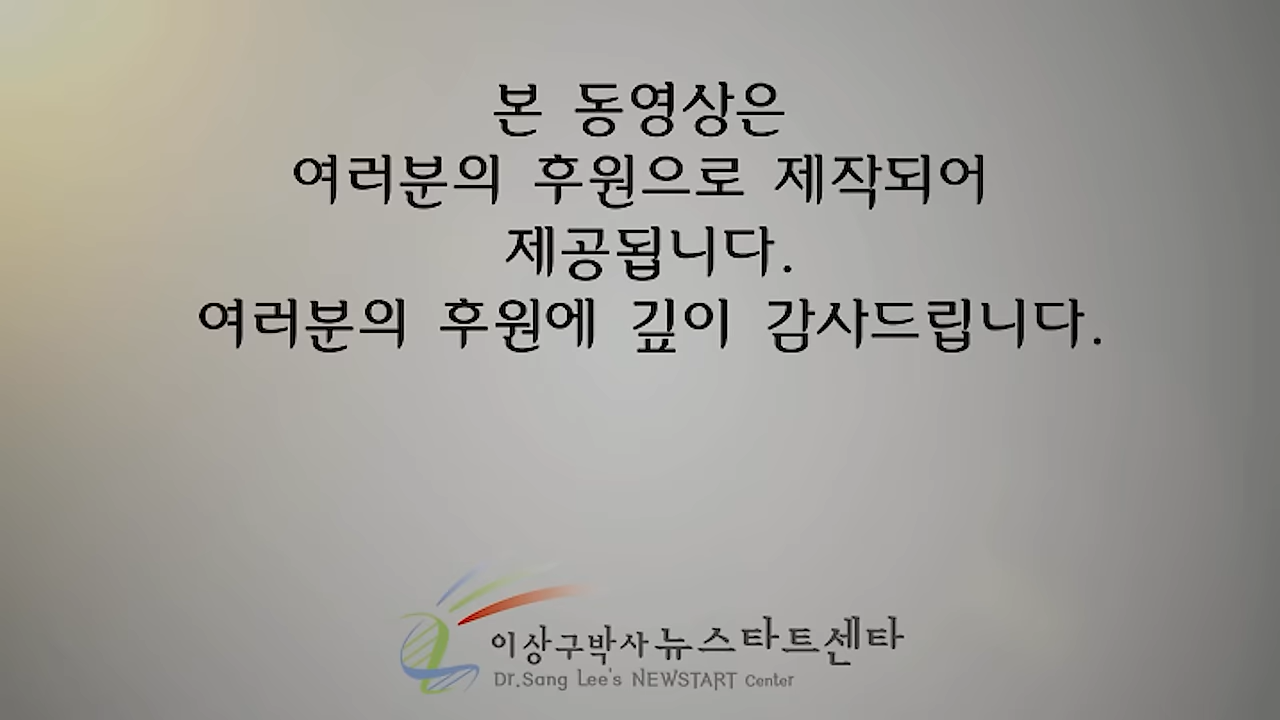 본 동영상은
여러분의 후원으로 제작되어
제공됩니다.
여러분의 후원에 깊이 감사드립니다.
이상구박사 뉴스타트센타
Dr.Sang Lee's NEWSTART Center